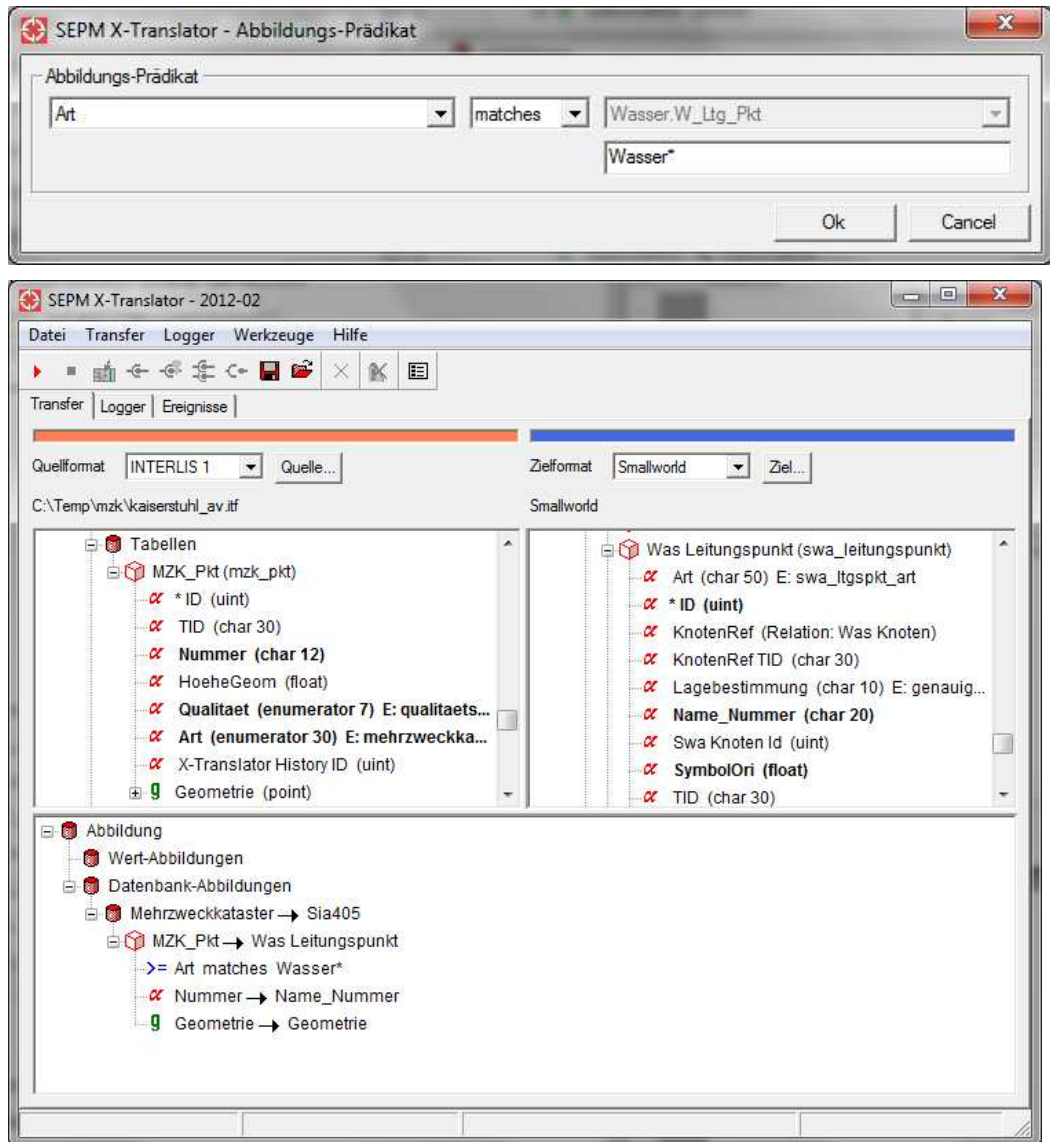 SEPM X-Translator - Abbildungs-Prädikat
Abbildungs-Prädikat
Art matches Wasser.W_Ltg_Pkt
Wasser*
Ok Cancel
SEPM X-Translator - 2012-02
Datei Transfer Logger Werkzeuge Hilfe
Transfer Logger Ereignisse
Quellformat INTERLIS 1 Quelle... Zielformat Smallworld Ziel...
C:\Temp\mzk\kaiserstuhl_av.itf Smallworld
Tabellen
MZK_Pkt (mzk_pkt)
* ID (uint)
TID (char 30)
Nummer (char 12)
HoeheGeom (float)
Qualitaet (enumerator 7) E: qualitaets...
Art (enumerator 30) E: mehrzweckka...
X-Translator History ID (uint)
g Geometrie (point)
Was Leitungspunkt (swa_leitungspunkt)
Art (char 50) E: swa_ltgspkt_art
* ID (uint)
KnotenRef (Relation: Was Knoten)
KnotenRef TID (char 30)
Lagebestimmung (char 10) E: genauig...
Name_Nummer (char 20)
Swa Knoten Id (uint)
SymbolOri (float)
TID (char 30)
Abbildung
Wert-Abbildungen
Datenbank-Abbildungen
Mehrzweckkataster → Sia405
MZK_Pkt → Was Leitungspunkt
>= Art matches Wasser*
α Nummer → Name_Nummer
g Geometrie → Geometrie